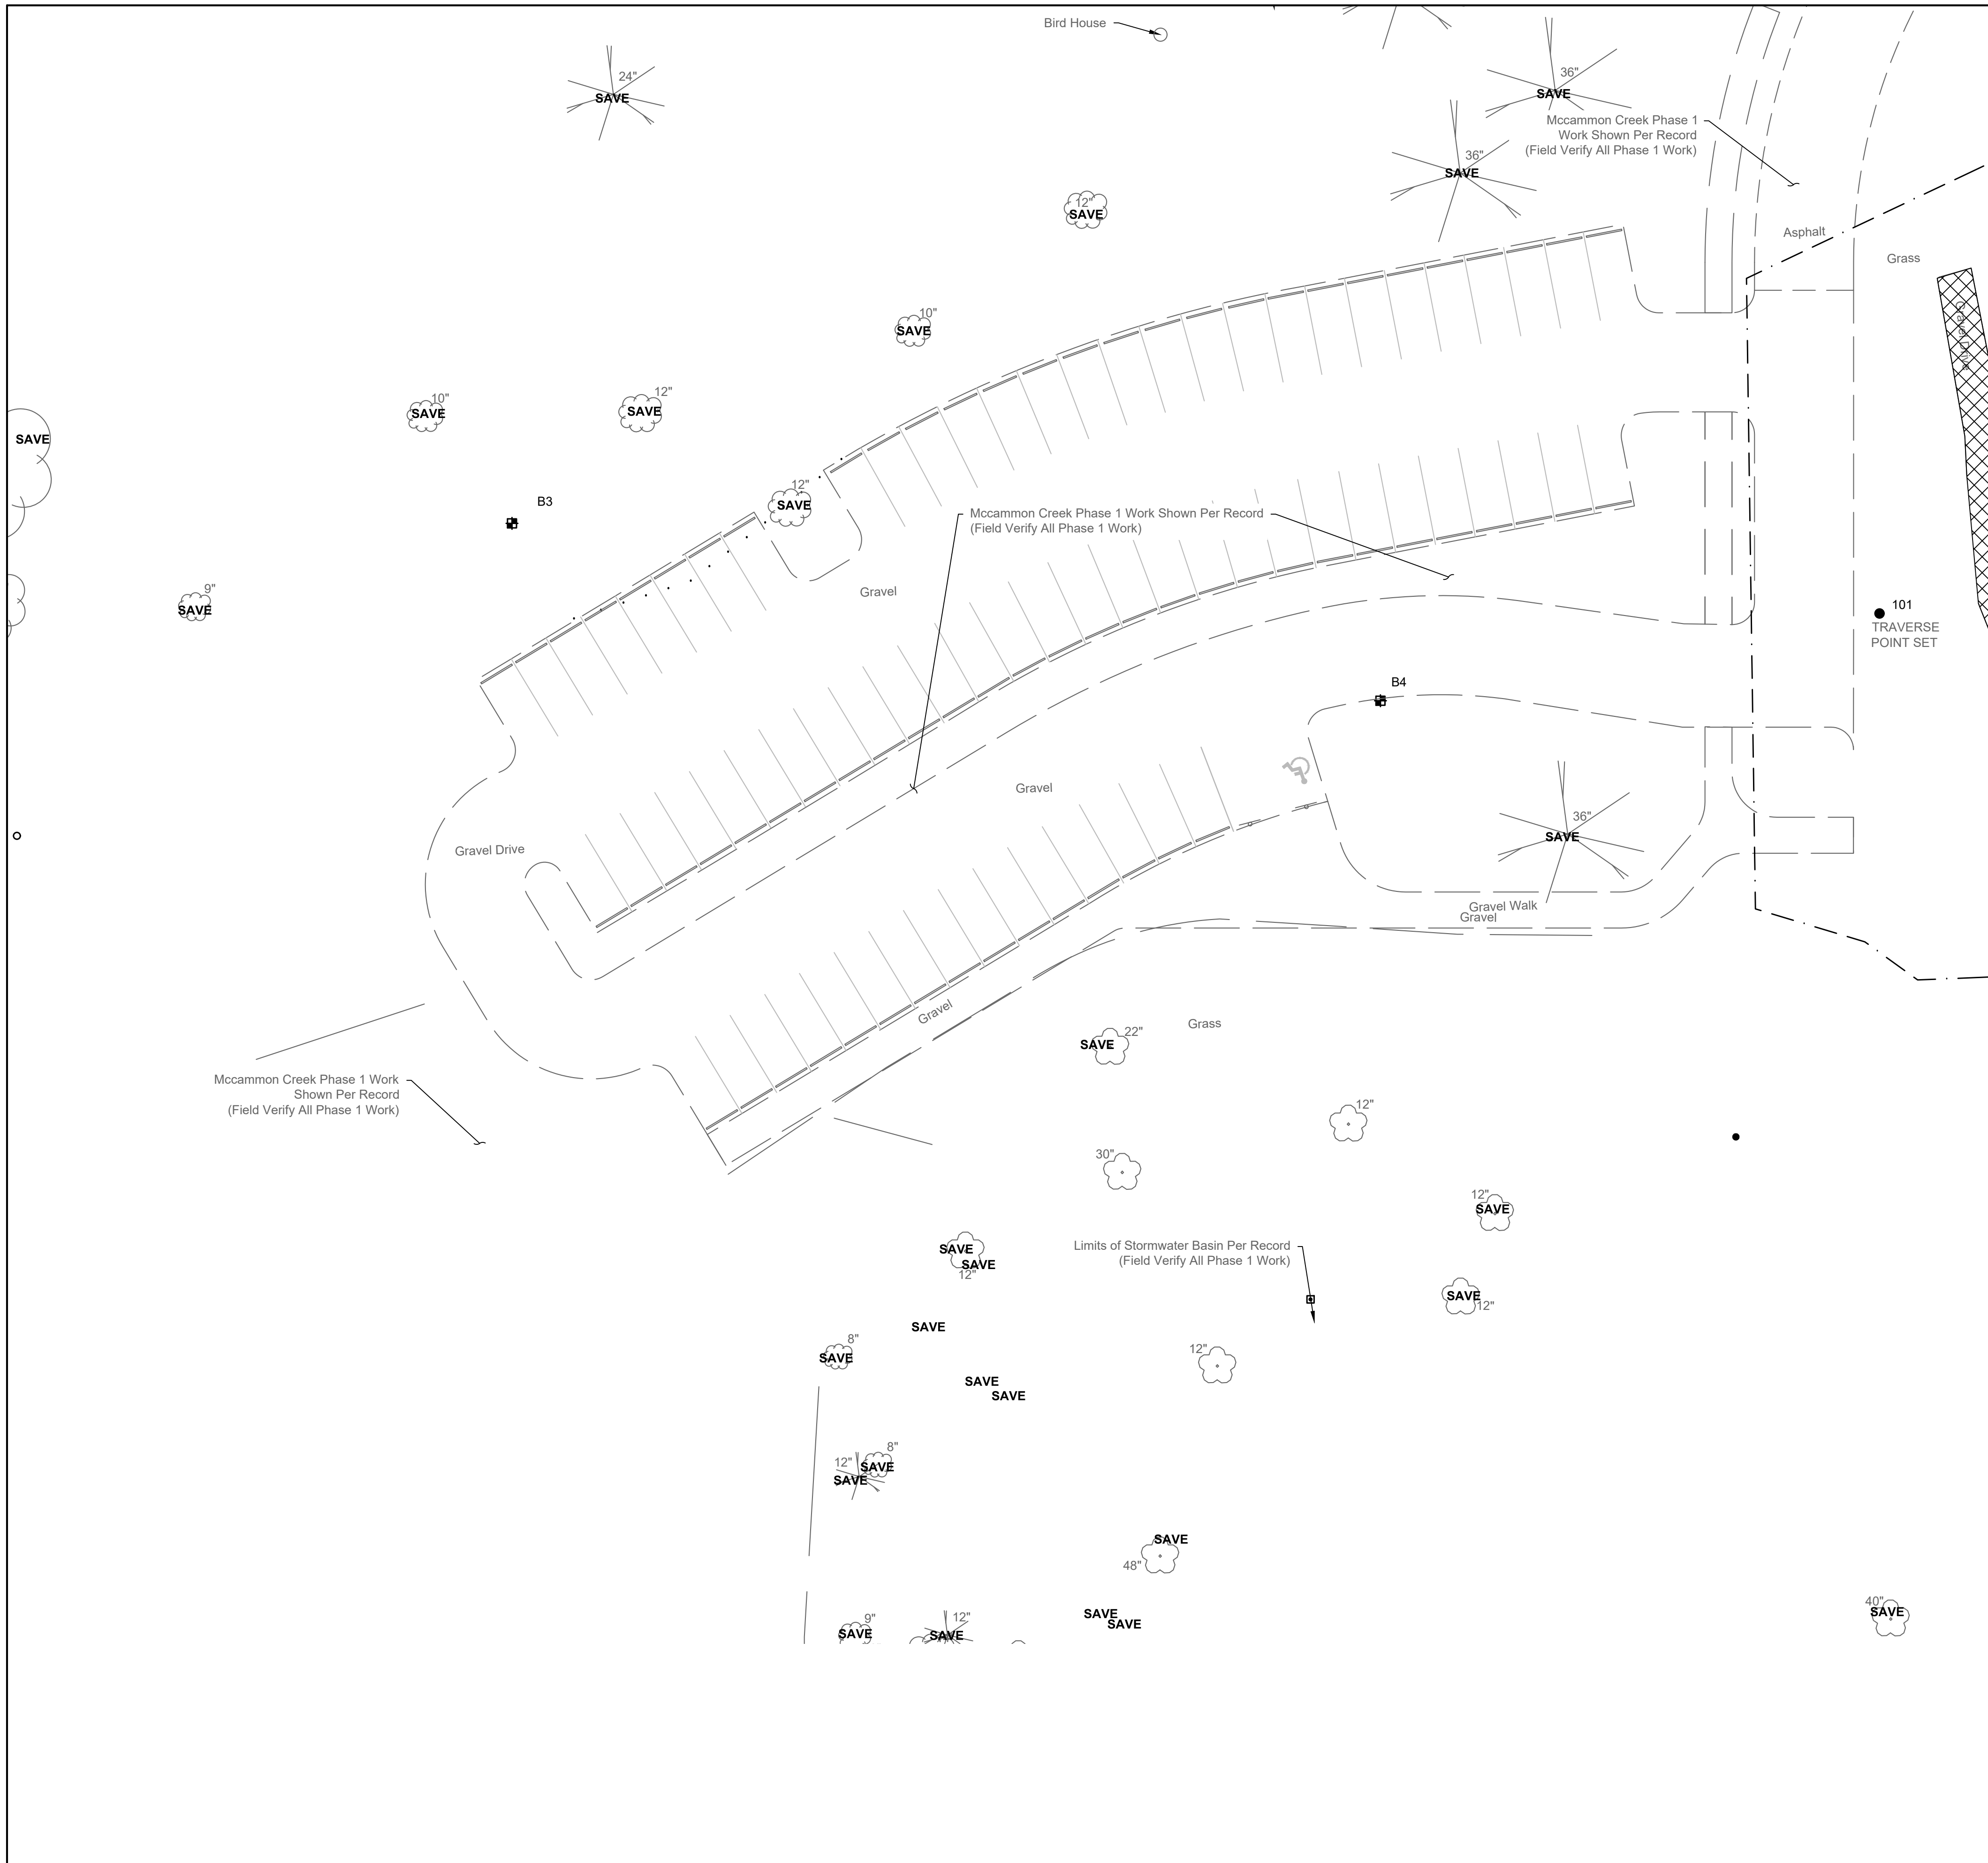 Bird House
24"
SAVE
36"
SAVE
Mccammon Creek Phase 1
Work Shown Per Record
(Field Verify All Phase 1 Work)
36"
SAVE
12"
SAVE
Asphalt
Grass
Gravel Drive
10"
SAVE
10"
SAVE
12"
SAVE
SAVE
12"
SAVE
B3
Mccammon Creek Phase 1 Work Shown Per Record
(Field Verify All Phase 1 Work)
9"
SAVE
Gravel
101
TRAVERSE
POINT SET
B4
Gravel
36"
SAVE
Gravel Drive
Gravel Walk
Gravel
Gravel
Grass
22"
SAVE
Mccammon Creek Phase 1 Work
Shown Per Record
(Field Verify All Phase 1 Work)
12"
30"
12"
SAVE
SAVE
SAVE
12"
Limits of Stormwater Basin Per Record
(Field Verify All Phase 1 Work)
SAVE
12"
SAVE
8"
SAVE
12"
SAVE
SAVE
12"
SAVE
8"
SAVE
SAVE
48"
SAVE
SAVE
9"
SAVE
12"
SAVE
40"
SAVE